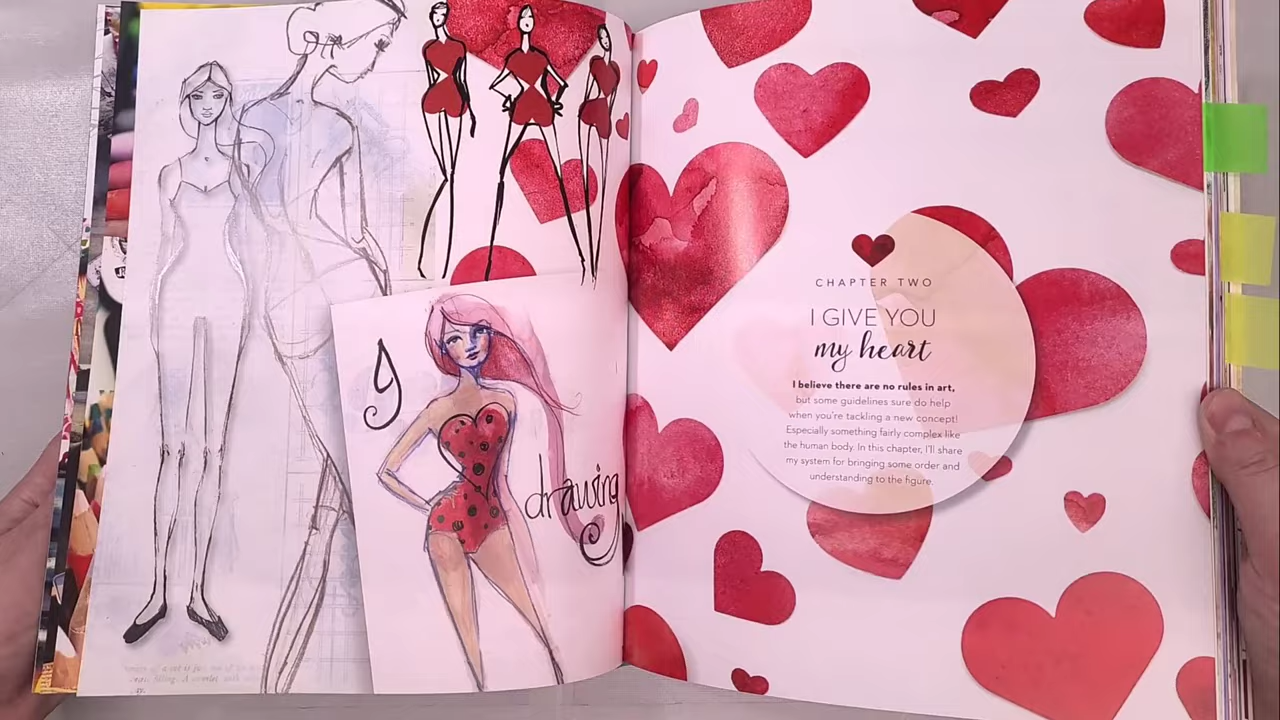 I
drawing
CHAPTER TWO
I GIVE YOU
my heart
I believe there are no rules in art,
but some guidelines sure do help
when you're tackling a new concept!
Especially something fairly complex like
the human body. In this chapter, I'll share
my system for bringing some order and
understanding to the figure.